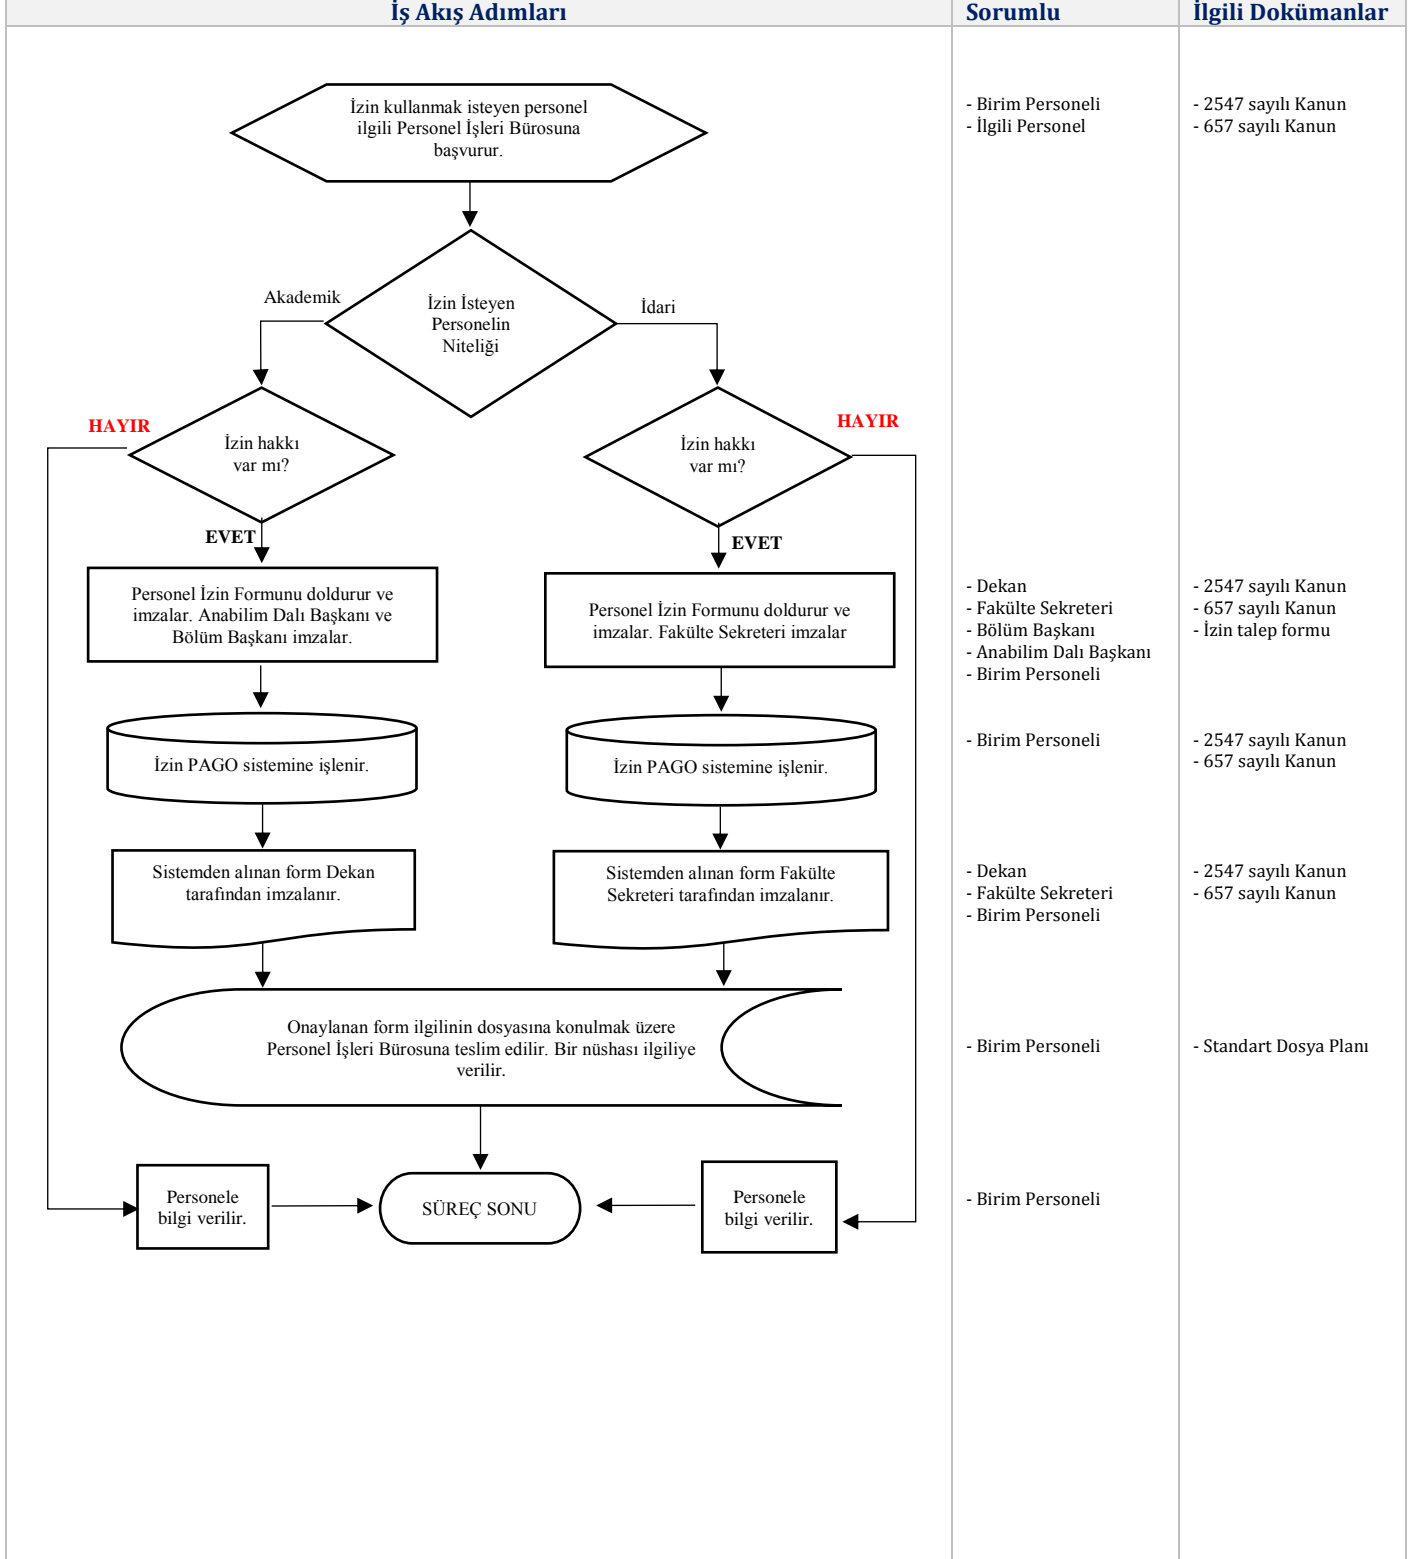 İş Akış Adımları
Sorumlu
İlgili Dokümanlar
İzin kullanmak isteyen personel
ilgili Personel İşleri Bürosuna
başvurur.
- Birim Personeli
- İlgili Personel
- 2547 sayılı Kanun
- 657 sayılı Kanun
Akademik
İzin İsteyen
Personelin
Niteliği
İdari
HAYIR
İzin hakkı
var mı?
HAYIR
İzin hakkı
var mı?
EVET
EVET
Personel İzin Formunu doldurur ve
imzalar. Anabilim Dalı Başkanı ve
Bölüm Başkanı imzalar.
Personel İzin Formunu doldurur ve
imzalar. Fakülte Sekreteri imzalar
- Dekan
- Fakülte Sekreteri
- Bölüm Başkanı
- Anabilim Dalı Başkanı
- Birim Personeli
- 2547 sayılı Kanun
- 657 sayılı Kanun
- İzin talep formu
İzin PAGO sistemine işlenir.
İzin PAGO sistemine işlenir.
- Birim Personeli
- 2547 sayılı Kanun
- 657 sayılı Kanun
Sistemden alınan form Dekan
tarafından imzalanır.
Sistemden alınan form Fakülte
Sekreteri tarafından imzalanır.
- Dekan
- Fakülte Sekreteri
- Birim Personeli
- 2547 sayılı Kanun
- 657 sayılı Kanun
Onaylanan form ilgilinin dosyasına konulmak üzere
Personel İşleri Bürosuna teslim edilir. Bir nüshası ilgiliye
verilir.
- Birim Personeli
- Standart Dosya Planı
Personele
bilgi verilir.
SÜREÇ SONU
Personele
bilgi verilir.
- Birim Personeli